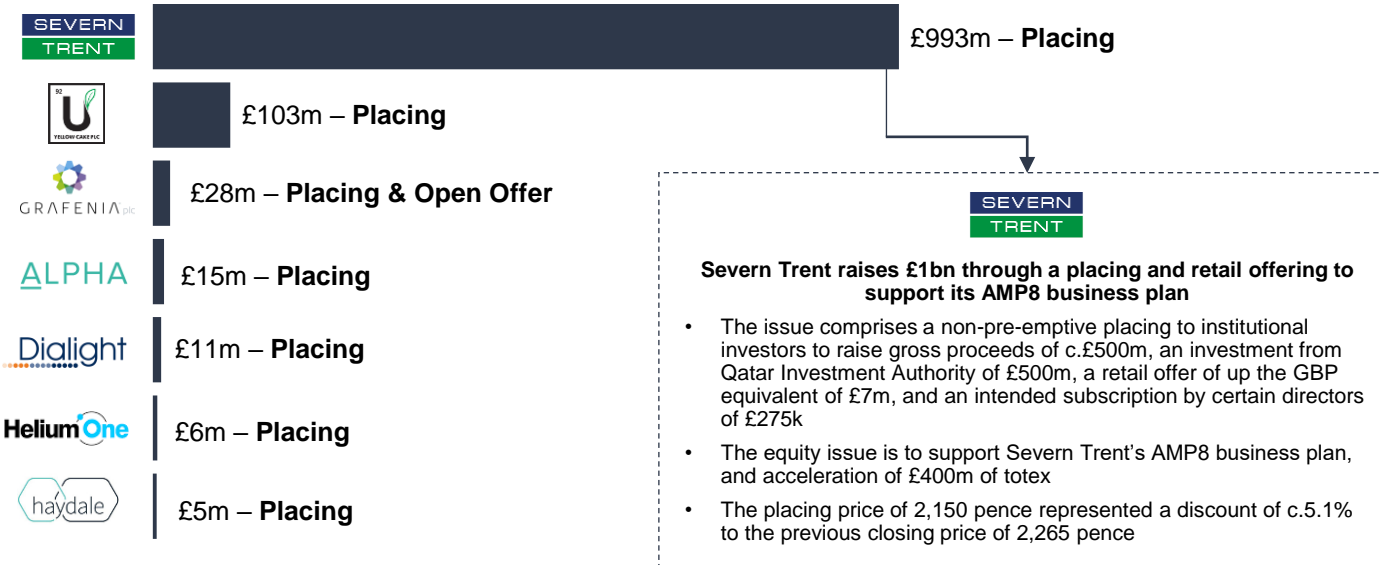 SEVERN
TRENT
£993m – Placing
92
U
YELLOW CAKE PLC
£103m – Placing
GRAFENIA plc
£28m – Placing & Open Offer
ALPHA
£15m – Placing
Dialight
£11m – Placing
Helium One
£6m – Placing
haydale
£5m – Placing
SEVERN
TRENT
Severn Trent raises £1bn through a placing and retail offering to
support its AMP8 business plan
• The issue comprises a non-pre-emptive placing to institutional
investors to raise gross proceeds of c.£500m, an investment from
Qatar Investment Authority of £500m, a retail offer of up the GBP
equivalent of £7m, and an intended subscription by certain directors
of £275k
• The equity issue is to support Severn Trent’s AMP8 business plan,
and acceleration of £400m of totex
• The placing price of 2,150 pence represented a discount of c.5.1%
to the previous closing price of 2,265 pence